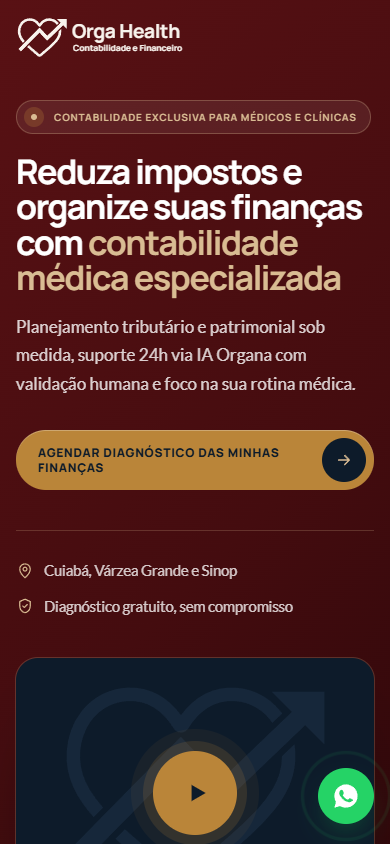 Orga Health
Contabilidade e Financeiro
CONTABILIDADE EXCLUSIVA PARA MÉDICOS E CLÍNICAS
Reduza impostos e
organize suas finanças
com contabilidade
médica especializada
Planejamento tributário e patrimonial sob
medida, suporte 24h via IA Organa com
validação humana e foco na sua rotina médica.
AGENDAR DIAGNÓSTICO DAS MINHAS
FINANÇAS
Cuiabá, Várzea Grande e Sinop
Diagnóstico gratuito, sem compromisso